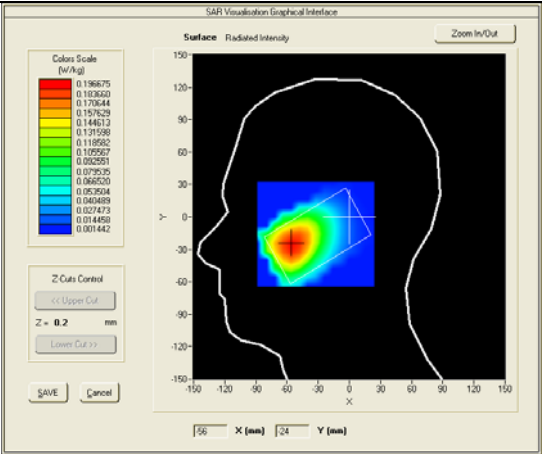 SAR Visualisation Graphical Interface
Surface Radiated Intensity
Zoom In/Out
Colors Scale
(W/kg)
0.196675
0.183660
0.170644
0.157629
0.144613
0.131598
0.118582
0.105567
0.092551
0.079535
0.066520
0.053504
0.040489
0.027473
0.014458
0.001442
150
120
90
60
30
0
-30
-60
-90
-120
-150
Y
-150 -120 -90 -60 -30 0 30 60 90 120 150
X
Z-Cuts Control
<< Upper Cut
Z = 0.2 mm
Lower Cut >>
SAVE Cancel
-56 X (mm) -24 Y (mm)